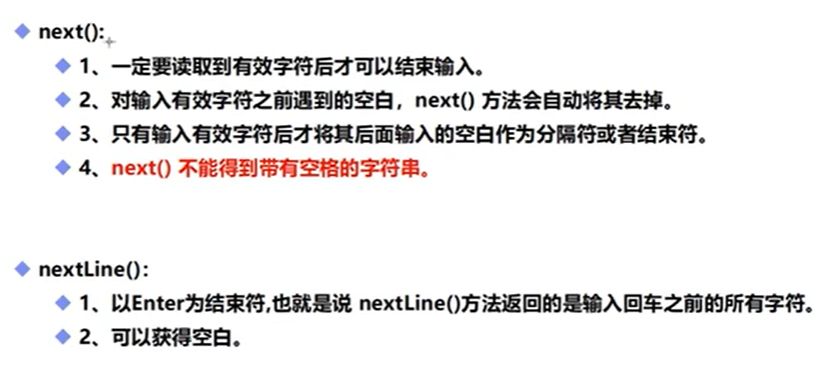 next():
1、一定要读取到有效字符后才可以结束输入。
2、对输入有效字符之前遇到的空白，next() 方法会自动将其去掉。
3、只有输入有效字符后才将其后面输入的空白作为分隔符或者结束符。
4、next() 不能得到带有空格的字符串。
nextLine()：
1、以Enter为结束符,也就是说 nextLine()方法返回的是输入回车之前的所有字符。
2、可以获得空白。